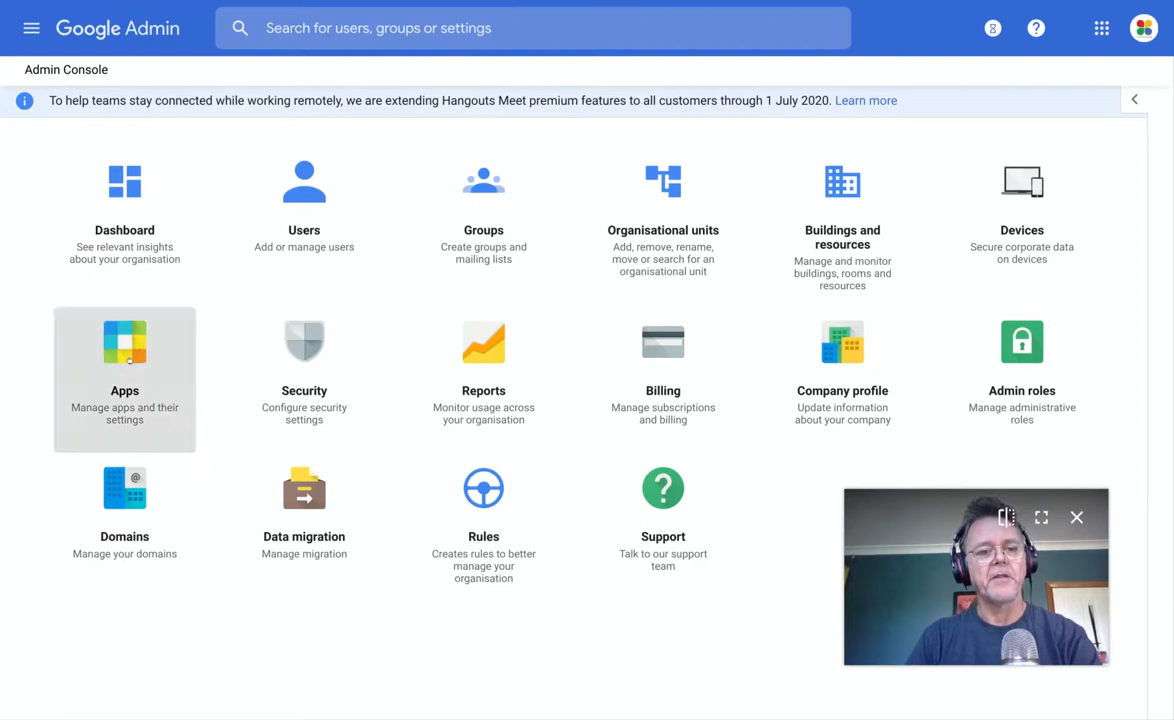 Google Admin
Search for users, groups or settings
Admin Console
To help teams stay connected while working remotely, we are extending Hangouts Meet premium features to all customers through 1 July 2020. Learn more
Dashboard
See relevant insights
about your organisation
Users
Add or manage users
Groups
Create groups and
mailing lists
Organisational units
Add, remove, rename,
move or search for an
organisational unit
Buildings and
resources
Manage and monitor
buildings, rooms and
resources
Devices
Secure corporate data
on devices
Apps
Manage apps and their
settings
Security
Configure security
settings
Reports
Monitor usage across
your organisation
Billing
Manage subscriptions
and billing
Company profile
Update information
about your company
Admin roles
Manage administrative
roles
@
Domains
Manage your domains
Data migration
Manage migration
Rules
Creates rules to better
manage your
organisation
Support
Talk to our support
team